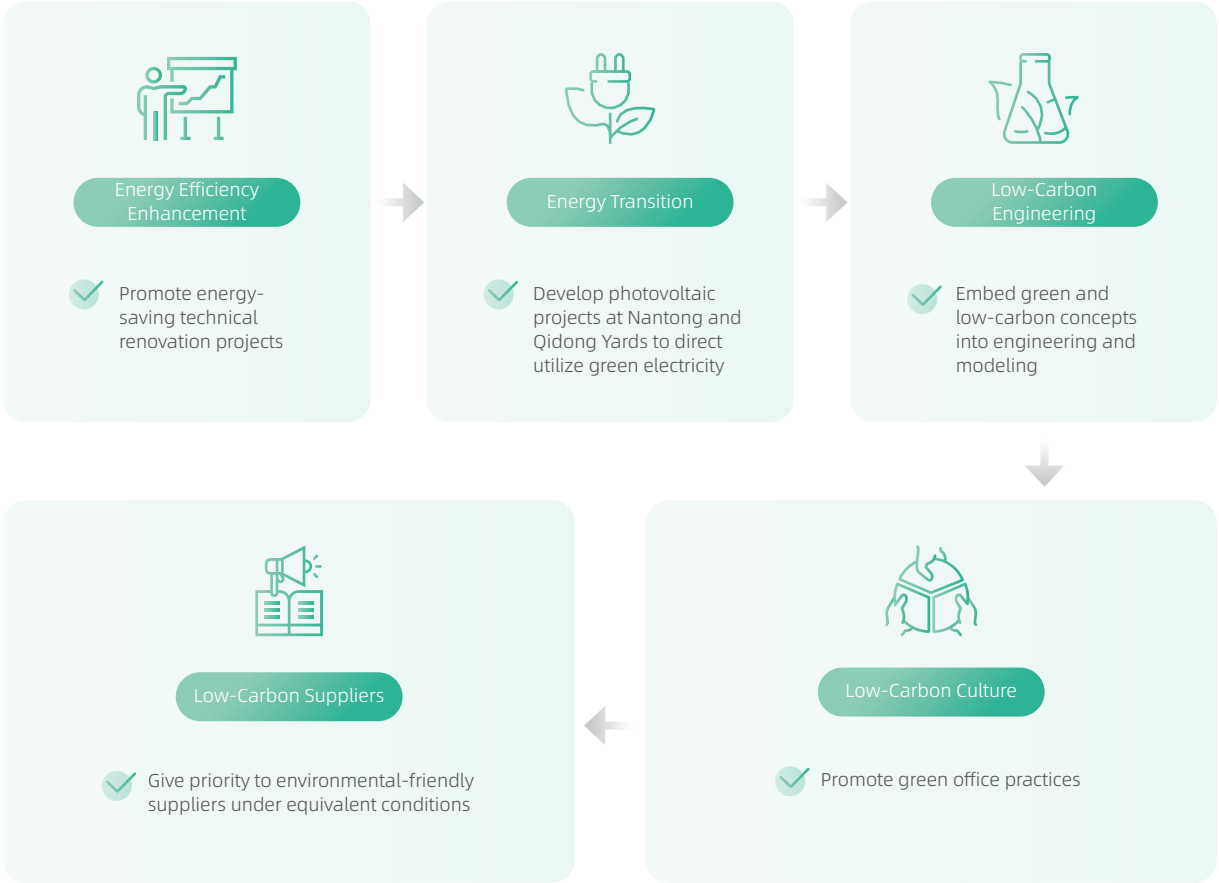 Energy Efficiency
Enhancement
Promote energy-
saving technical
renovation projects
Energy Transition
Develop photovoltaic
projects at Nantong and
Qidong Yards to direct
utilize green electricity
Low-Carbon
Engineering
Embed green and
low-carbon concepts
into engineering and
modeling
Low-Carbon Culture
Promote green office practices
Low-Carbon Suppliers
Give priority to environmental-friendly
suppliers under equivalent conditions